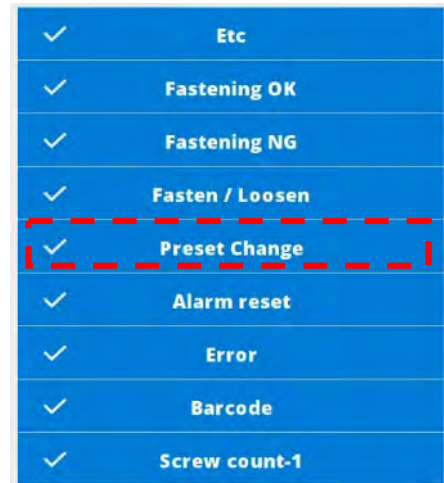 Etc
Fastening OK
Fastening NG
Fasten / Loosen
Preset Change
Alarm reset
Error
Barcode
Screw count-1